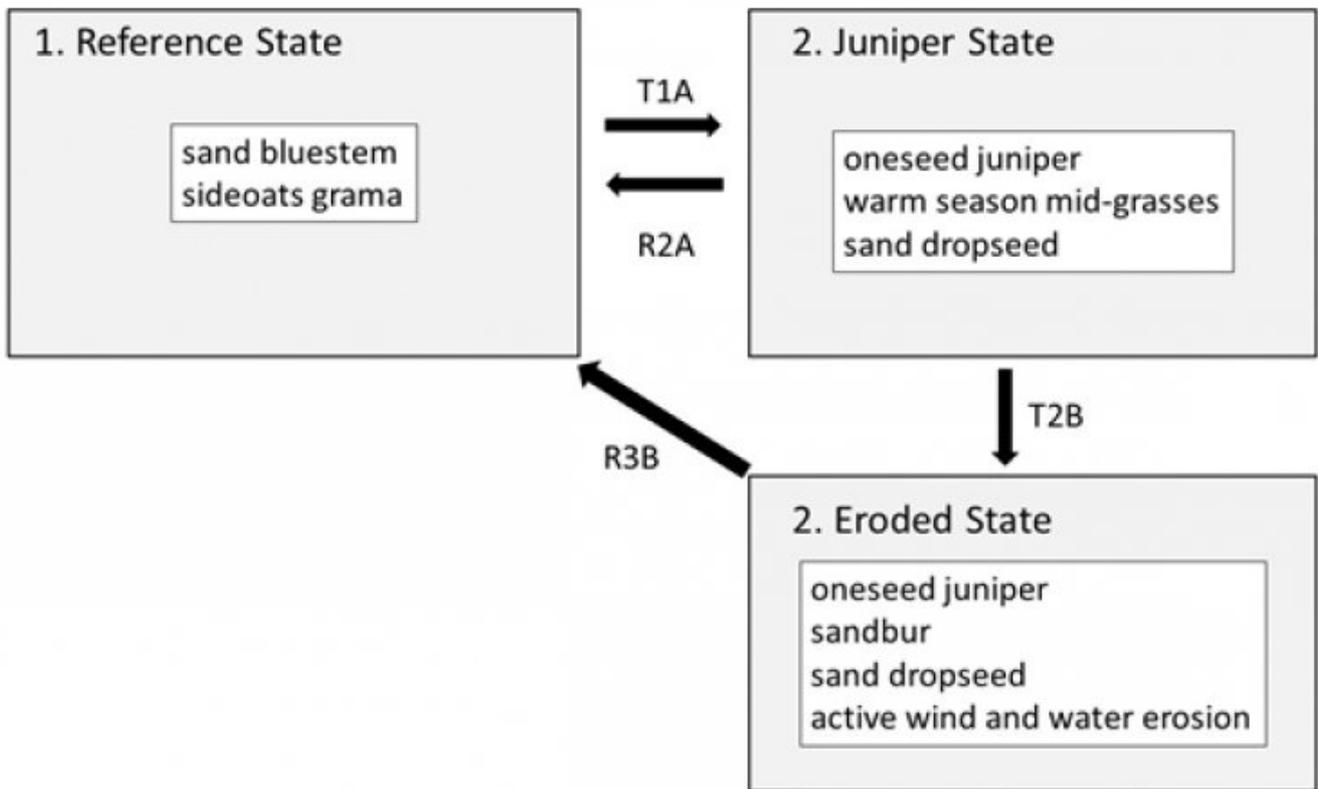 1. Reference State
sand bluestem
sideoats grama
T1A
R2A
2. Juniper State
oneseed juniper
warm season mid-grasses
sand dropseed
T2B
R3B
2. Eroded State
oneseed juniper
sandbur
sand dropseed
active wind and water erosion